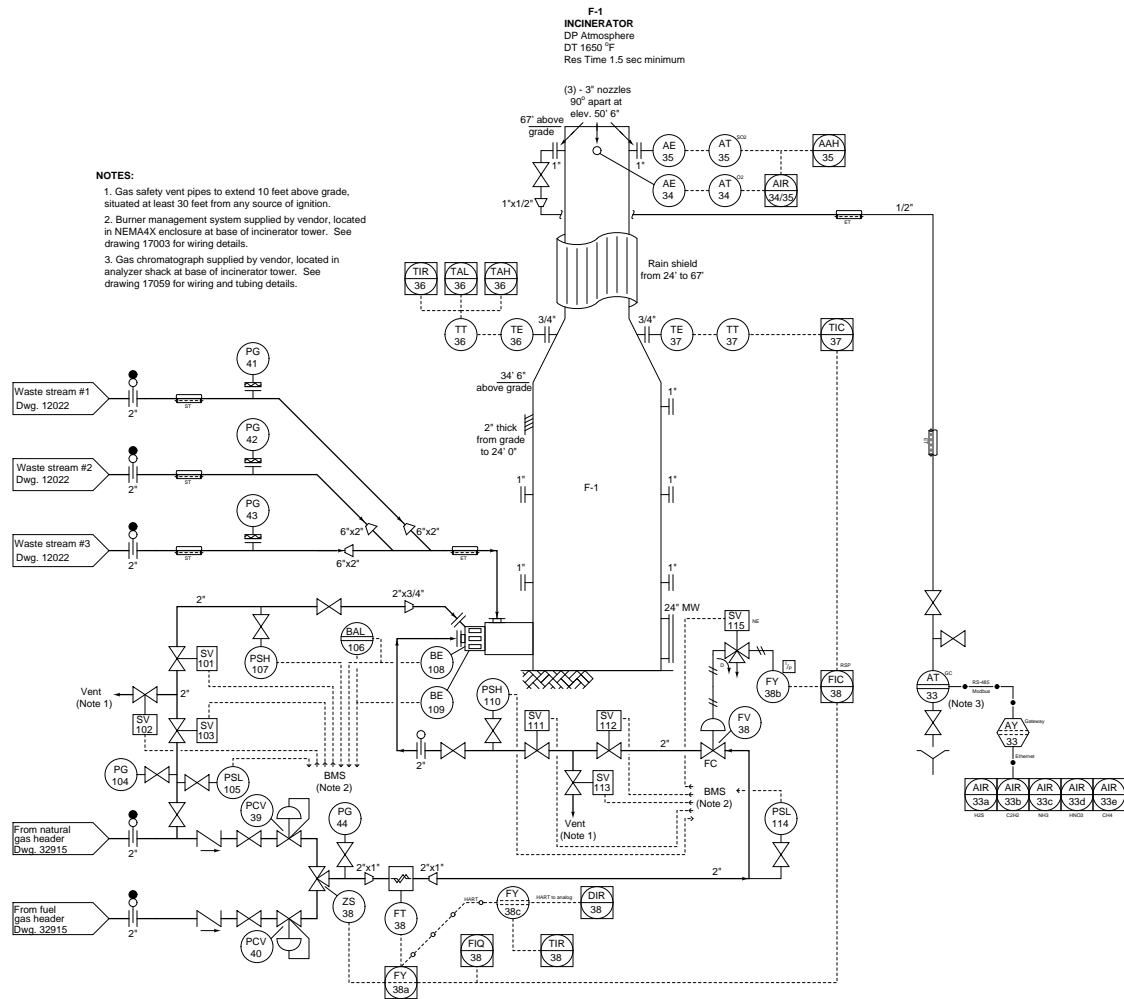 F-1
INCINERATOR
DP Atmosphere
DT 1650 °F
Res Time 1.5 sec minimum
(3) - 3" nozzles
90° apart at
elev. 50' 6"
67' above
grade
1"
1"
AE
35
AT
35
SO2
AAH
35
AE
34
AT
34
O2
AIR
34/35
1"x1/2"
1/2"
ET
NOTES:
1. Gas safety vent pipes to extend 10 feet above grade,
situated at least 30 feet from any source of ignition.
2. Burner management system supplied by vendor, located
in NEMA4X enclosure at base of incinerator tower. See
drawing 17003 for wiring details.
3. Gas chromatograph supplied by vendor, located in
analyzer shack at base of incinerator tower. See
drawing 17059 for wiring and tubing details.
Rain shield
from 24' to 67'
TIR
36
TAL
36
TAH
36
TT
36
TE
36
3/4"
3/4"
TE
37
TT
37
TIC
37
34' 6"
above grade
2" thick
from grade
to 24' 0"
F-1
1"
1"
1"
1"
1"
24" MW
PG
41
Waste stream #1
Dwg. 12022
2"
ST
PG
42
Waste stream #2
Dwg. 12022
2"
ST
PG
43
Waste stream #3
Dwg. 12022
2"
ST
6"x2"
6"x2"
6"x2"
ET
ET
2"
2"x3/4"
SV
101
PSH
107
BAL
106
BE
108
BE
109
Vent
(Note 1)
2"
SV
102
SV
103
PG
104
PSL
105
BMS
(Note 2)
PSH
110
SV
111
SV
112
SV
113
Vent
(Note 1)
2"
2"
SV
115
NE
D
FY
38b
I/P
FIC
38
RSP
FV
38
FC
BMS
(Note 2)
PSL
114
AT
33
GC
(Note 3)
RS-485
Modbus
AY
33
Gateway
Ethernet
AIR
33a
AIR
33b
AIR
33c
AIR
33d
AIR
33e
H2S
C2H2
NH3
HNO3
CH4
From natural
gas header
Dwg. 32915
2"
PCV
39
PG
44
2"x1"
2"x1"
2"
From fuel
gas header
Dwg. 32915
2"
PCV
40
ZS
38
FT
38
FY
38a
FIQ
38
HART
FY
38c
HART to analog
DIR
38
TIR
38